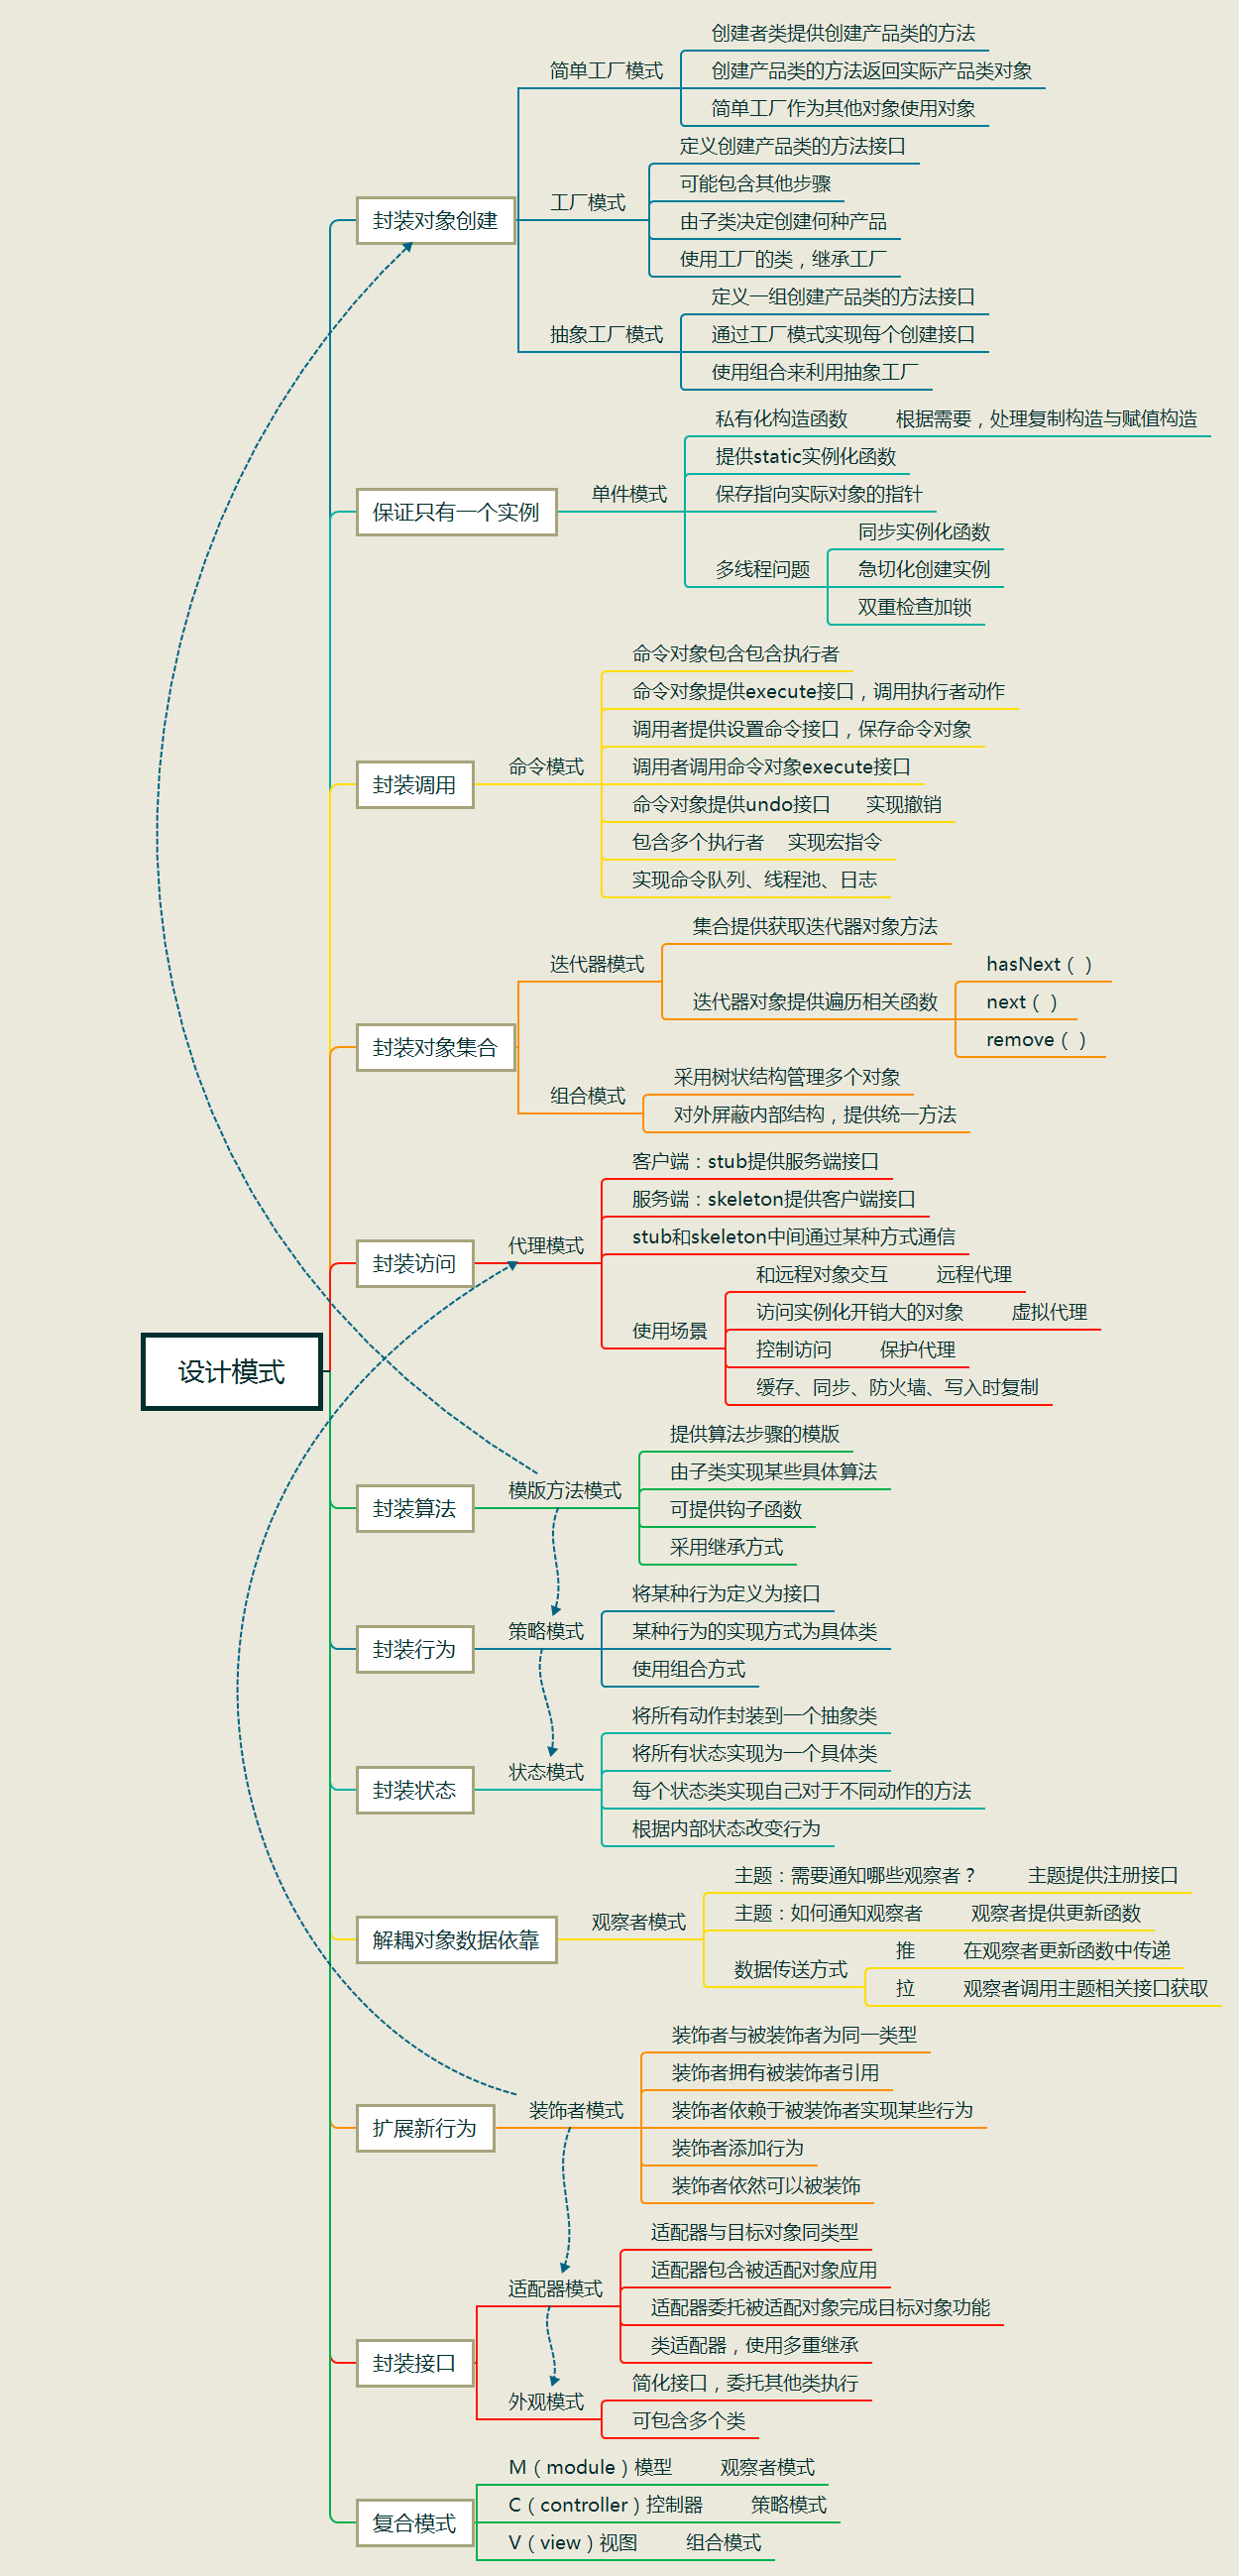 设计模式
封装对象创建
简单工厂模式
创建者类提供创建产品类的方法
创建产品类的方法返回实际产品类对象
简单工厂作为其他对象使用对象
工厂模式
定义创建产品类的方法接口
可能包含其他步骤
由子类决定创建何种产品
使用工厂的类，继承工厂
抽象工厂模式
定义一组创建产品类的方法接口
通过工厂模式实现每个创建接口
使用组合来利用抽象工厂
保证只有一个实例
单件模式
私有化构造函数 根据需要，处理复制构造与赋值构造
提供static实例化函数
保存指向实际对象的指针
多线程问题
同步实例化函数
急切化创建实例
双重检查加锁
封装调用
命令模式
命令对象包含包含执行者
命令对象提供execute接口，调用执行者动作
调用者提供设置命令接口，保存命令对象
调用者调用命令对象execute接口
命令对象提供undo接口 实现撤销
包含多个执行者 实现宏指令
实现命令队列、线程池、日志
封装对象集合
迭代器模式
集合提供获取迭代器对象方法
迭代器对象提供遍历相关函数
hasNext（）
next（）
remove（）
组合模式
采用树状结构管理多个对象
对外屏蔽内部结构，提供统一方法
封装访问
代理模式
客户端：stub提供服务端接口
服务端：skeleton提供客户端接口
stub和skeleton中间通过某种方式通信
使用场景
和远程对象交互 远程代理
访问实例化开销大的对象 虚拟代理
控制访问 保护代理
缓存、同步、防火墙、写入时复制
封装算法
模版方法模式
提供算法步骤的模版
由子类实现某些具体算法
可提供钩子函数
采用继承方式
封装行为
策略模式
将某种行为定义为接口
某种行为的实现方式为具体类
使用组合方式
封装状态
状态模式
将所有动作封装到一个抽象类
将所有状态实现为一个具体类
每个状态类实现自己对于不同动作的方法
根据内部状态改变行为
解耦对象数据依靠
观察者模式
主题：需要通知哪些观察者？ 主题提供注册接口
主题：如何通知观察者 观察者提供更新函数
数据传送方式
推 在观察者更新函数中传递
拉 观察者调用主题相关接口获取
扩展新行为
装饰者模式
装饰者与被装饰者为同一类型
装饰者拥有被装饰者引用
装饰者依赖于被装饰者实现某些行为
装饰者添加行为
装饰者依然可以被装饰
封装接口
适配器模式
适配器与目标对象同类型
适配器包含被适配对象应用
适配器委托被适配对象完成目标对象功能
类适配器，使用多重继承
外观模式
简化接口，委托其他类执行
可包含多个类
复合模式
M（module）模型 观察者模式
C（controller）控制器 策略模式
V（view）视图 组合模式